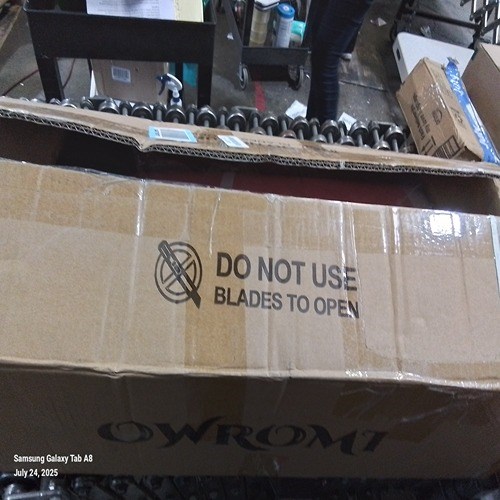 DO NOT USE
BLADES TO OPEN
OWROMT
Samsung Galaxy Tab A8
July 24, 2025